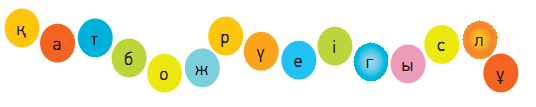 қ а т б о ж р ү е і г ы с л ұ